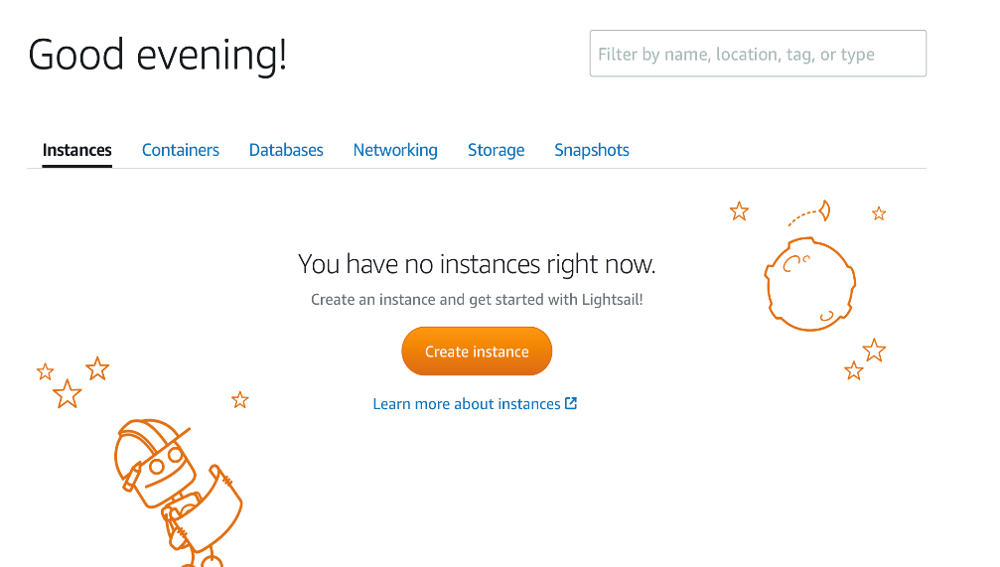 Good evening!
Filter by name, location, tag, or type
Instances Containers Databases Networking Storage Snapshots
You have no instances right now.
Create an instance and get started with Lightsail!
Create instance
Learn more about instances